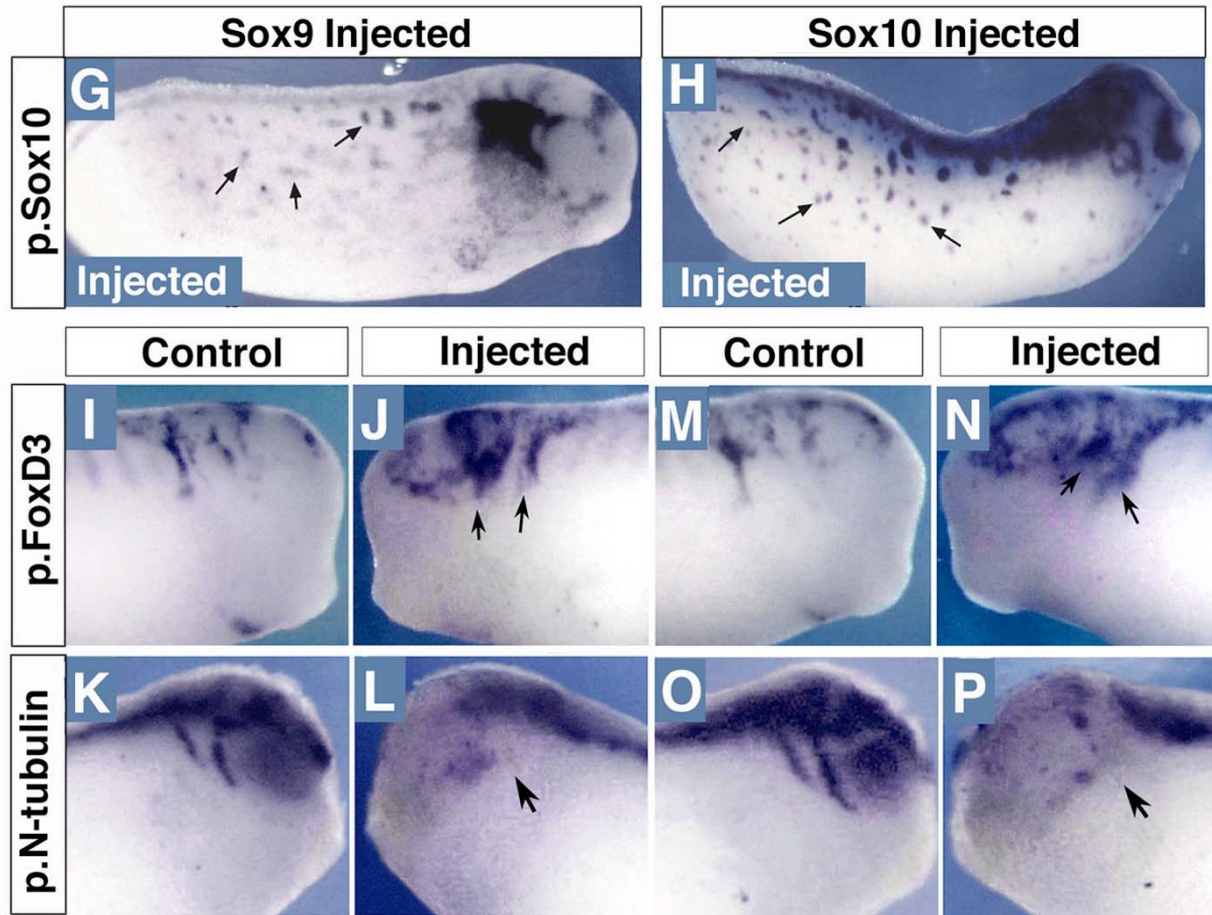 Sox9 Injected
Sox10 Injected
p.Sox10
G
Injected
H
Injected
Control
Injected
Control
Injected
p.FoxD3
I
J
M
N
p.N-tubulin
K
L
O
P